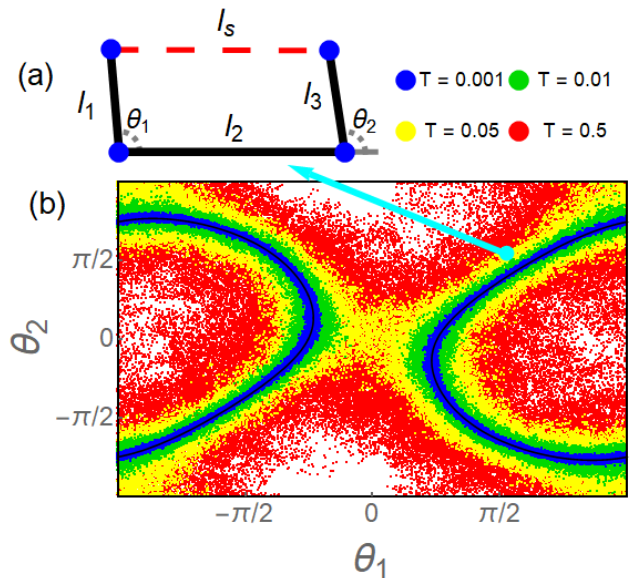 (a)
l_s
l_1
θ_1
l_2
l_3
θ_2
T = 0.001
T = 0.01
T = 0.05
T = 0.5
(b)
θ_2
π/2
0
−π/2
−π/2
0
π/2
θ_1